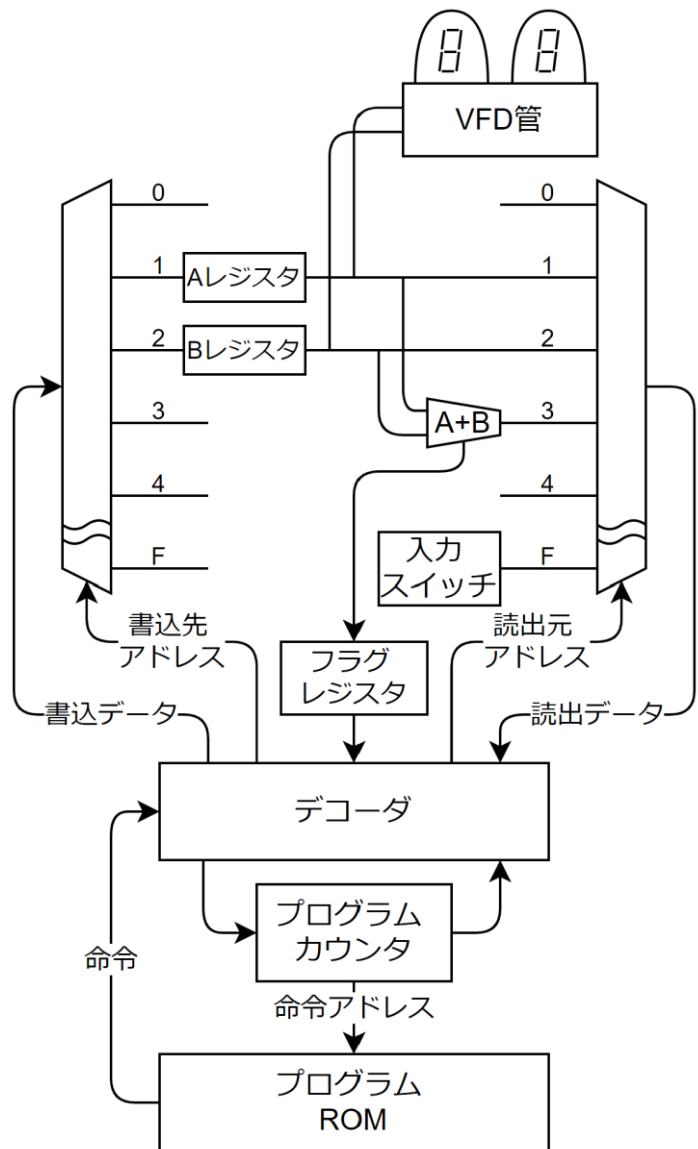 8 8
VFD管
0
0
1
Aレジスタ
1
2
Bレジスタ
2
3
A+B
3
4
4
F
入力
スイッチ
F
書込先
アドレス
フラグ
レジスタ
読出元
アドレス
書込データ
読出データ
デコーダ
プログラム
カウンタ
命令
命令アドレス
プログラム
ROM